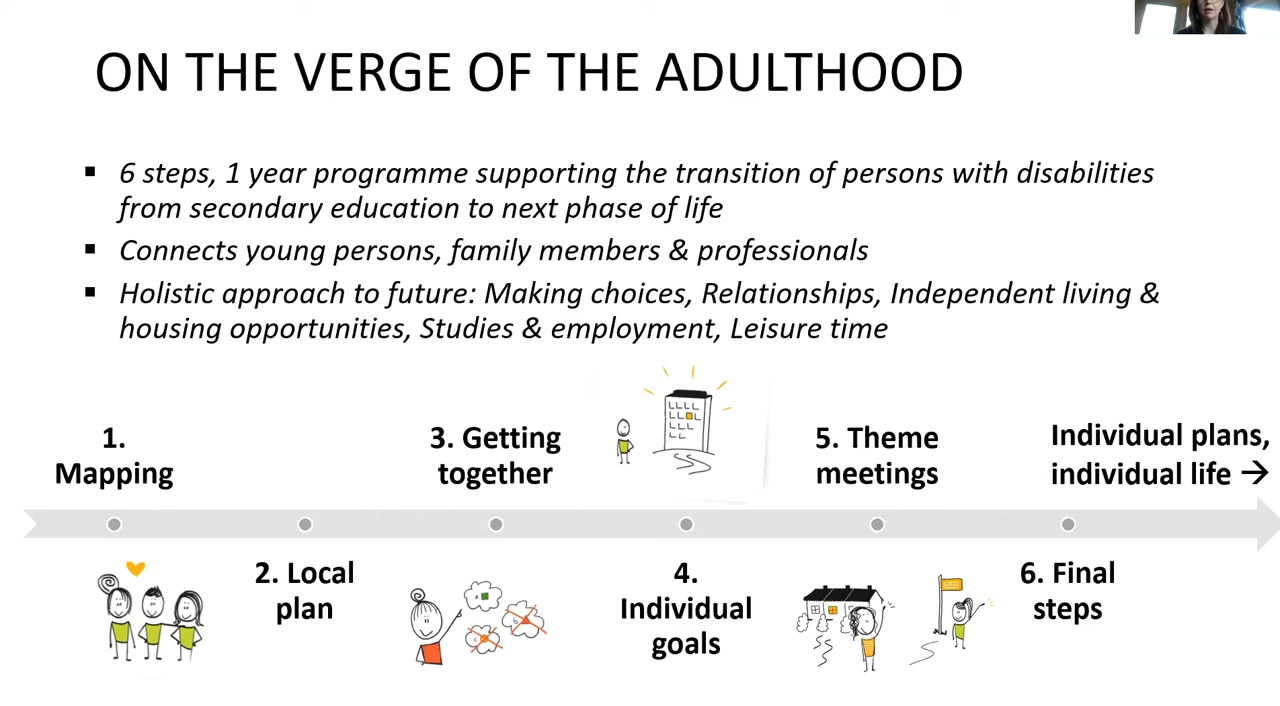 ON THE VERGE OF THE ADULTHOOD
▪ 6 steps, 1 year programme supporting the transition of persons with disabilities
from secondary education to next phase of life
▪ Connects young persons, family members & professionals
▪ Holistic approach to future: Making choices, Relationships, Independent living &
housing opportunities, Studies & employment, Leisure time
1.
Mapping
2. Local
plan
3. Getting
together
4.
Individual
goals
5. Theme
meetings
6. Final
steps
Individual plans,
individual life →